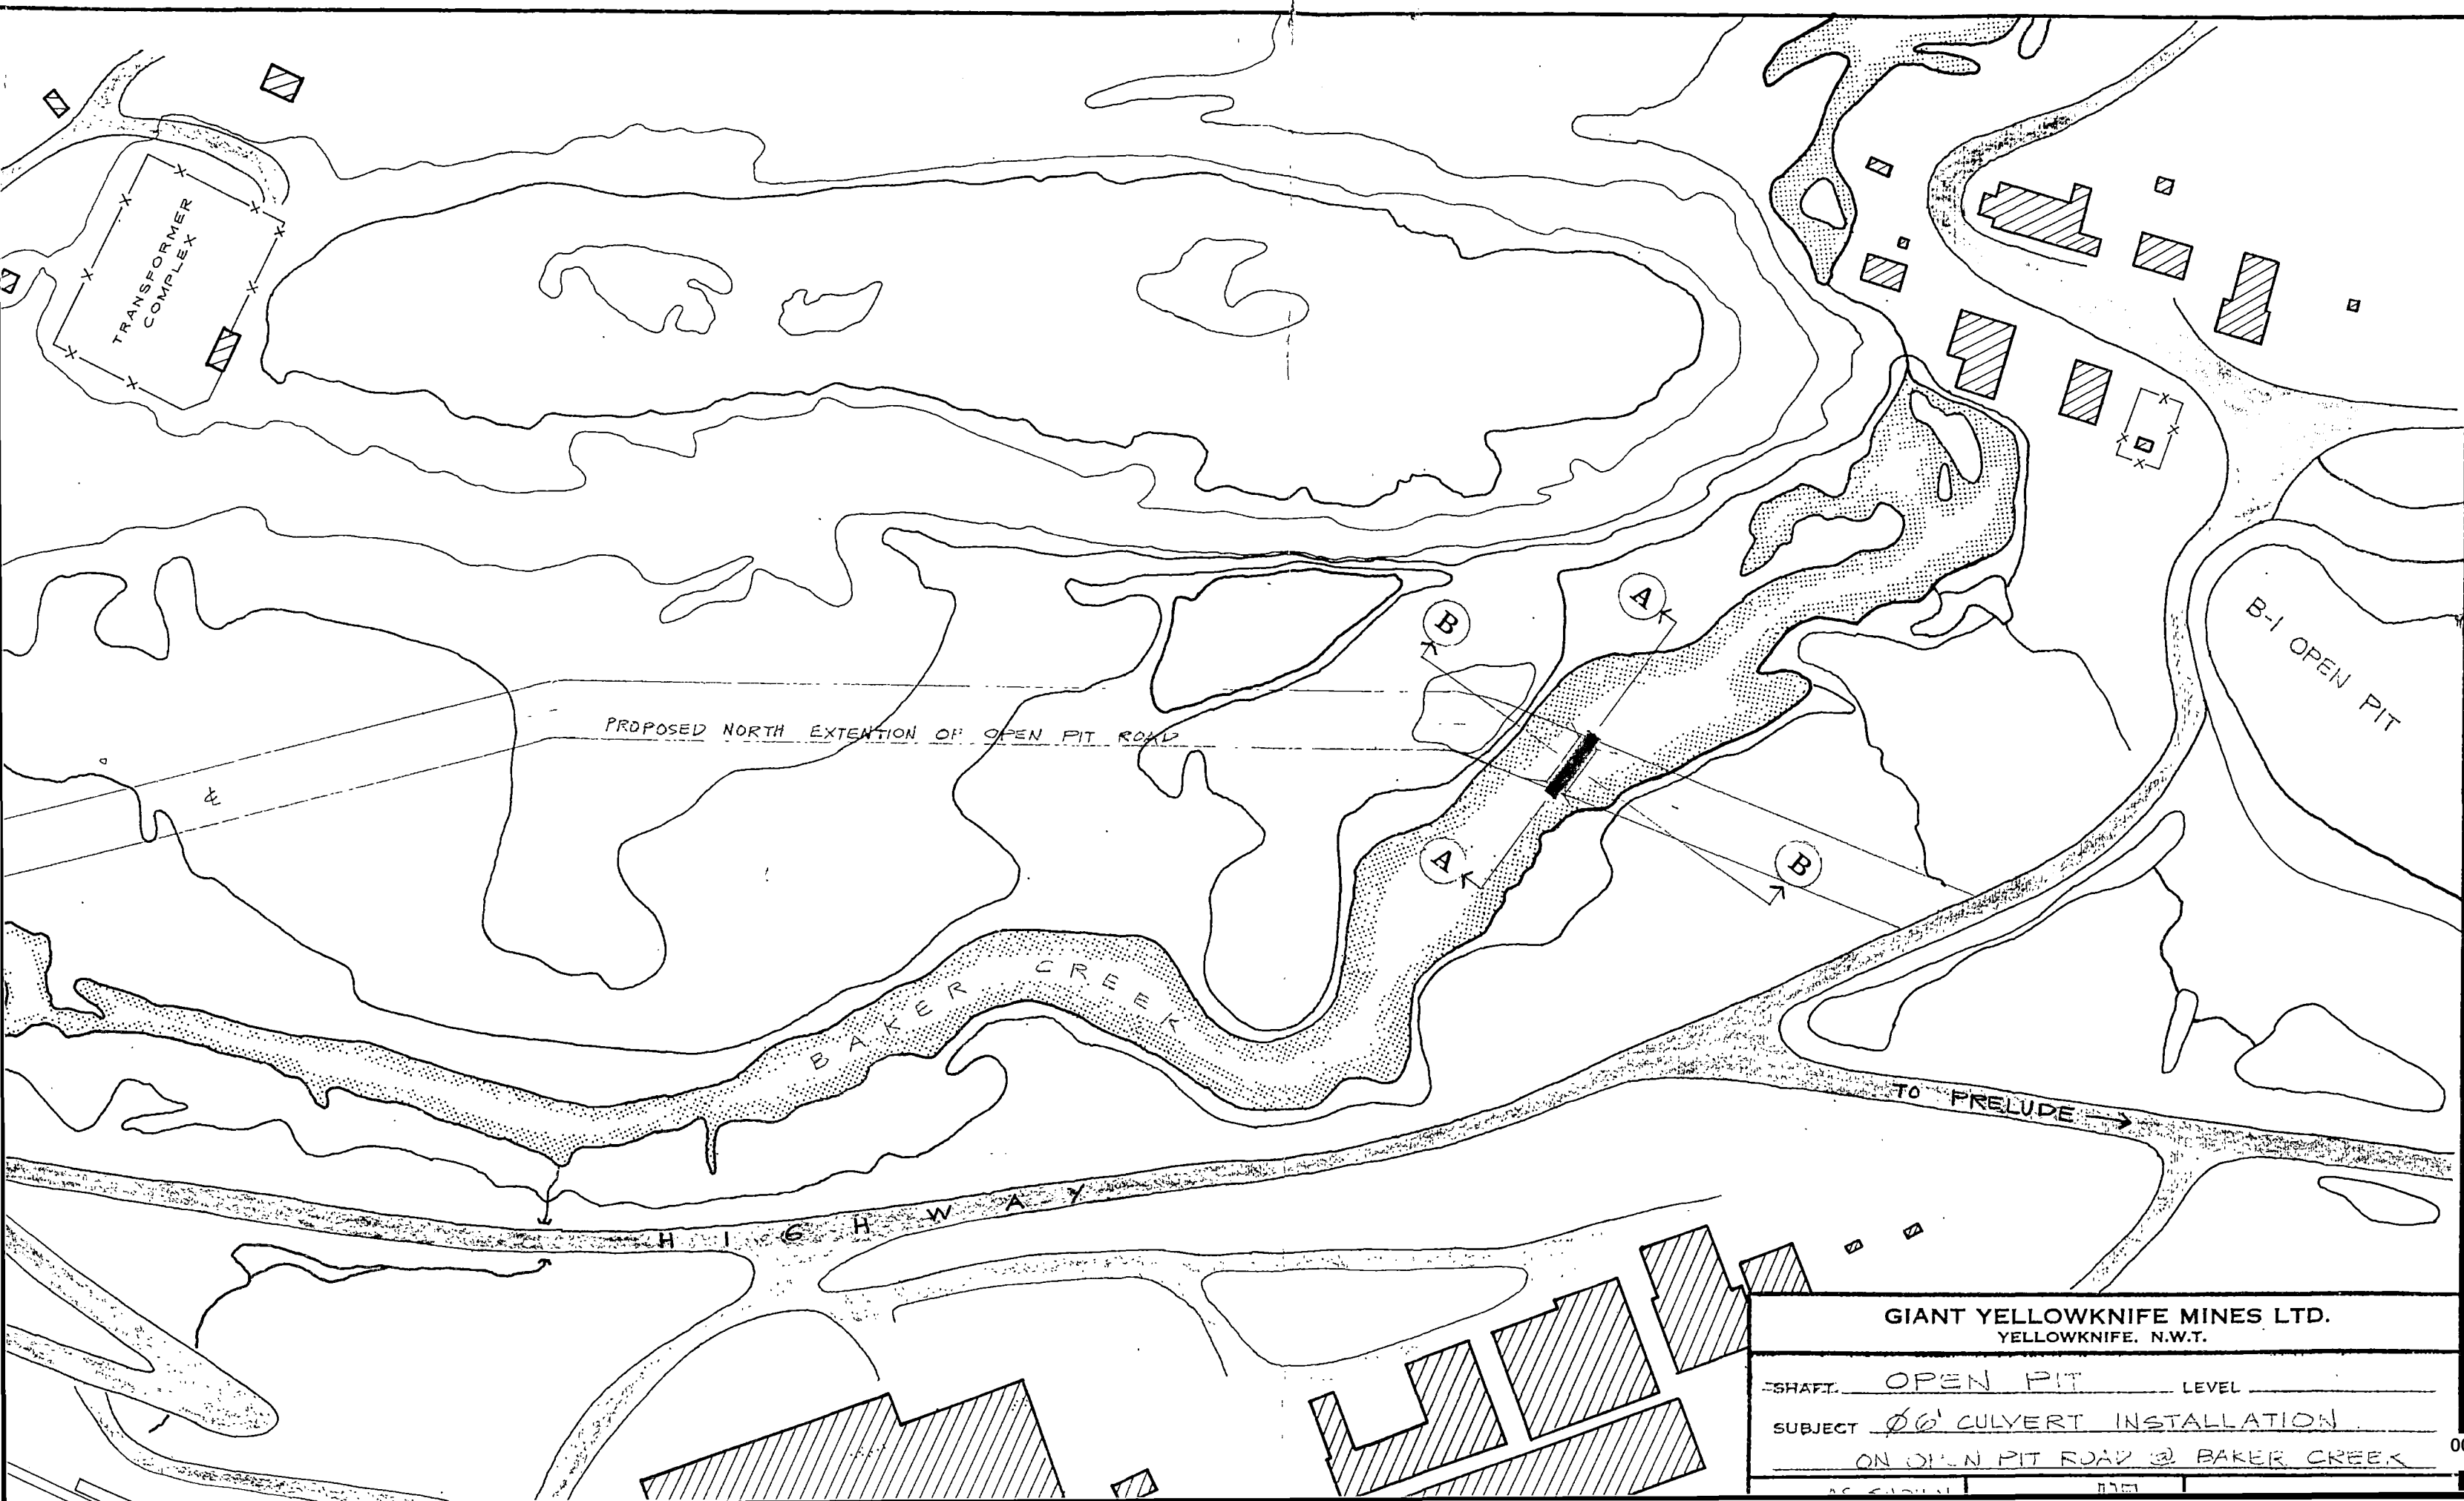 TRANSFORMER
COMPLEX
B-1 OPEN PIT
A
B
PROPOSED NORTH EXTENTION OF OPEN PIT ROAD
℄
A
B
BAKER CREEK
TO PRELUDE →
HIGHWAY
GIANT YELLOWKNIFE MINES LTD.
YELLOWKNIFE, N.W.T.
SHAFT OPEN PIT LEVEL
SUBJECT Ø6' CULVERT INSTALLATION
ON OPEN PIT ROAD @ BAKER CREEK